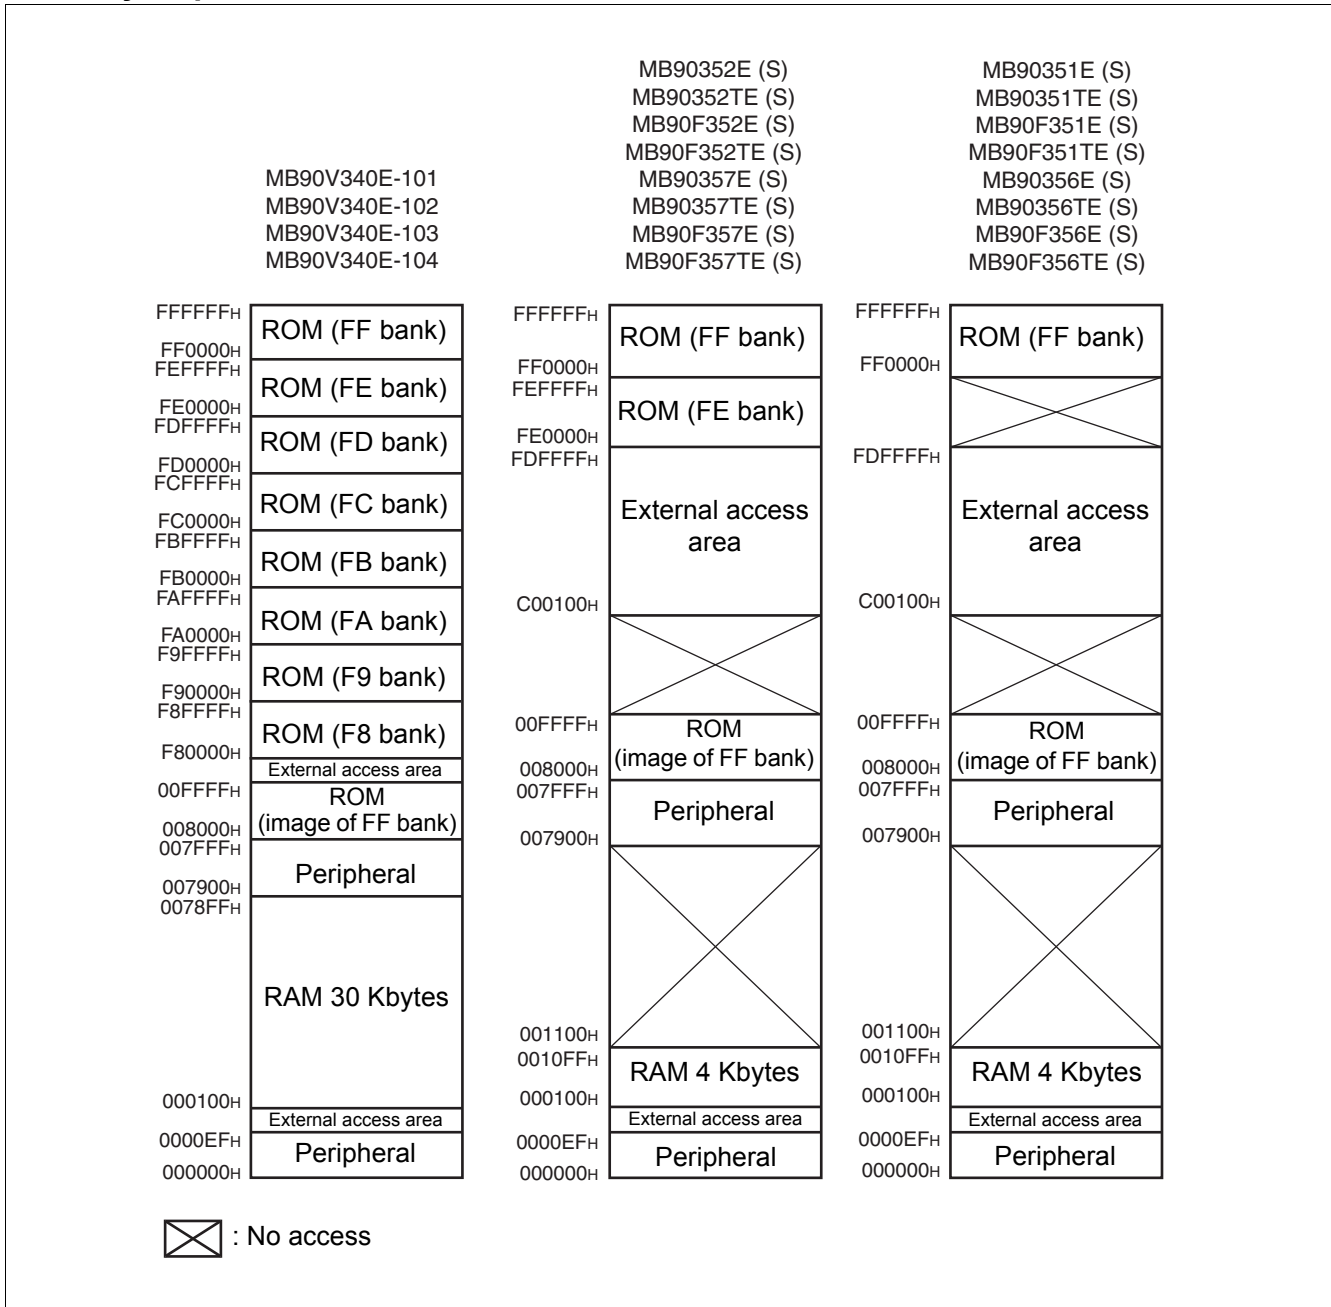 MB90V340E-101
MB90V340E-102
MB90V340E-103
MB90V340E-104
FFFFFFH
ROM (FF bank)
FF0000H
FEFFFFH
ROM (FE bank)
FE0000H
FDFFFFH
ROM (FD bank)
FD0000H
FCFFFFH
ROM (FC bank)
FC0000H
FBFFFFH
ROM (FB bank)
FB0000H
FAFFFFH
ROM (FA bank)
FA0000H
F9FFFFH
ROM (F9 bank)
F90000H
F8FFFFH
ROM (F8 bank)
F80000H
External access area
00FFFFH
ROM
(image of FF bank)
008000H
007FFFH
Peripheral
007900H
0078FFH
RAM 30 Kbytes
000100H
External access area
0000EFH
Peripheral
000000H
MB90352E (S)
MB90352TE (S)
MB90F352E (S)
MB90F352TE (S)
MB90357E (S)
MB90357TE (S)
MB90F357E (S)
MB90F357TE (S)
FFFFFFH
ROM (FF bank)
FF0000H
FEFFFFH
ROM (FE bank)
FE0000H
FDFFFFH
External access
area
C00100H
00FFFFH
ROM
(image of FF bank)
008000H
007FFFH
Peripheral
007900H
001100H
0010FFH
RAM 4 Kbytes
000100H
External access area
0000EFH
Peripheral
000000H
MB90351E (S)
MB90351TE (S)
MB90F351E (S)
MB90F351TE (S)
MB90356E (S)
MB90356TE (S)
MB90F356E (S)
MB90F356TE (S)
FFFFFFH
ROM (FF bank)
FF0000H
FDFFFFH
External access
area
C00100H
00FFFFH
ROM
(image of FF bank)
008000H
007FFFH
Peripheral
007900H
001100H
0010FFH
RAM 4 Kbytes
000100H
External access area
0000EFH
Peripheral
000000H
: No access